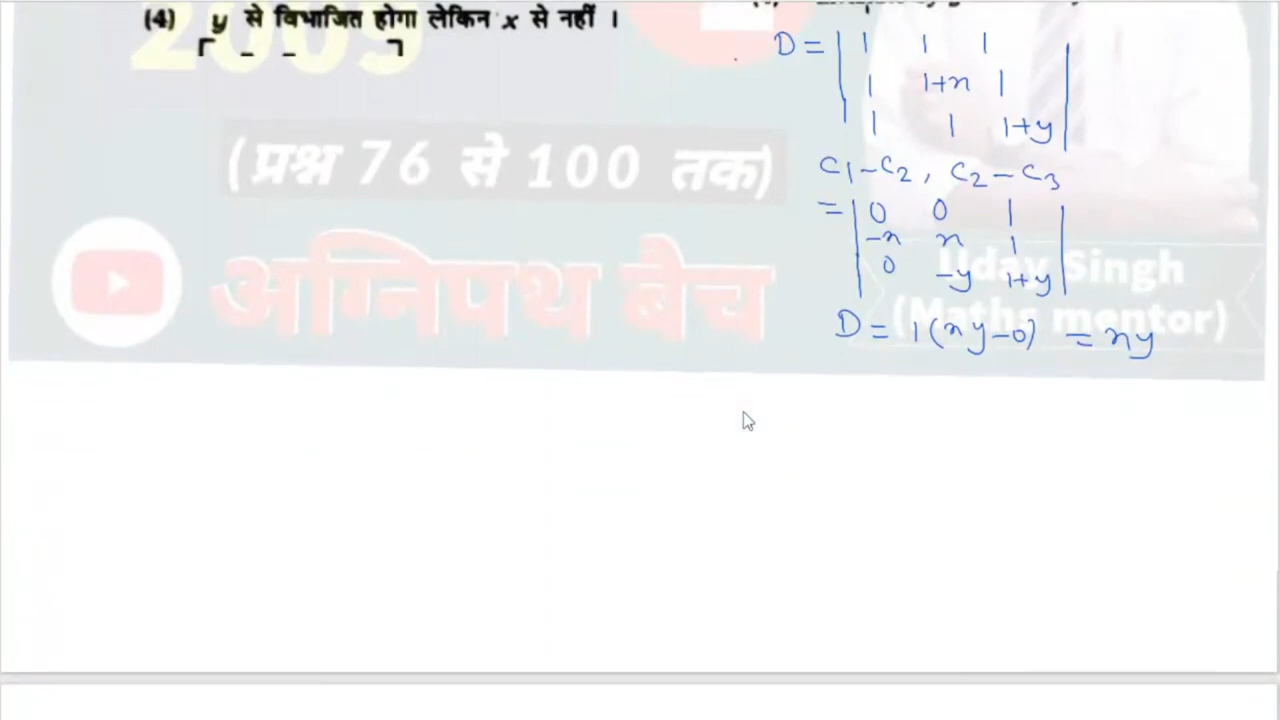 (4) y से विभाजित होगा लेकिन x से नहीं ।
2009
(प्रश्न 76 से 100 तक)
अग्निपथ बैच
Uday Singh
(Maths mentor)
D = | 1 1 1 |
| 1 1+x 1 |
| 1 1 1+y |
C1-C2, C2-C3
= | 0 0 1 |
| -x x 1 |
| 0 -y 1+y |
D = 1(xy-0) = xy